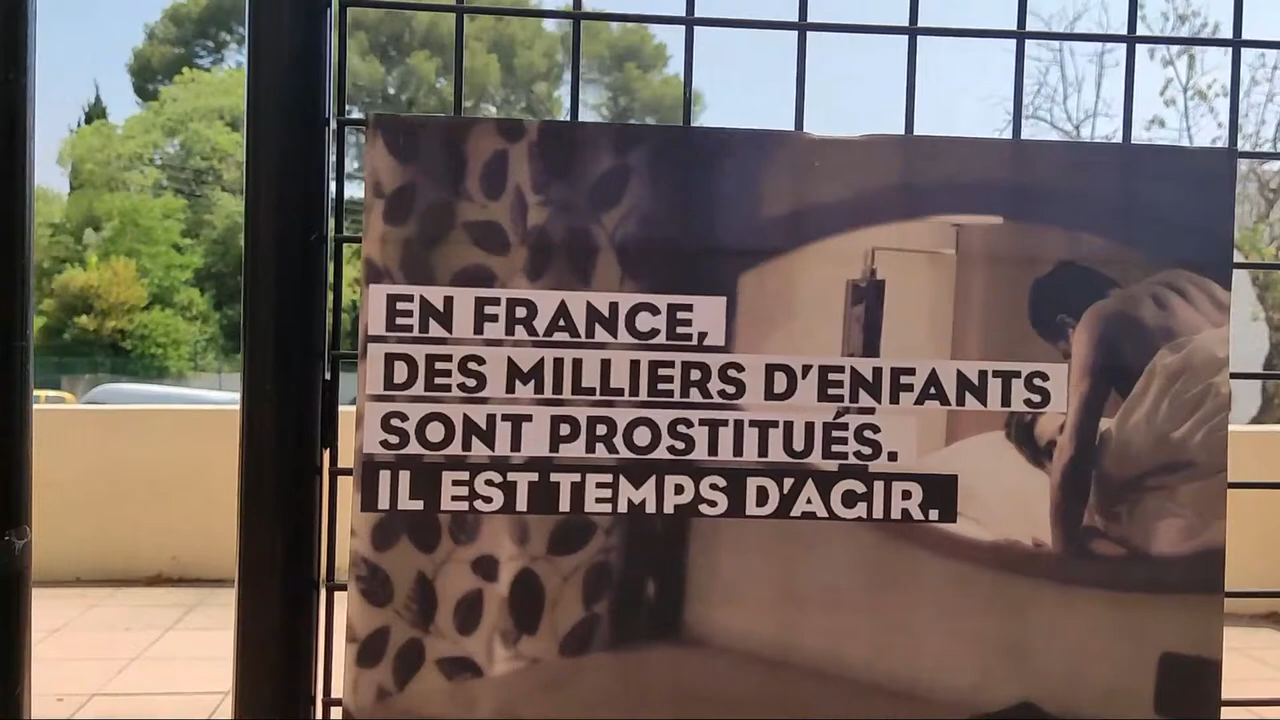 EN FRANCE,
DES MILLIERS D'ENFANTS
SONT PROSTITUÉS.
IL EST TEMPS D'AGIR.